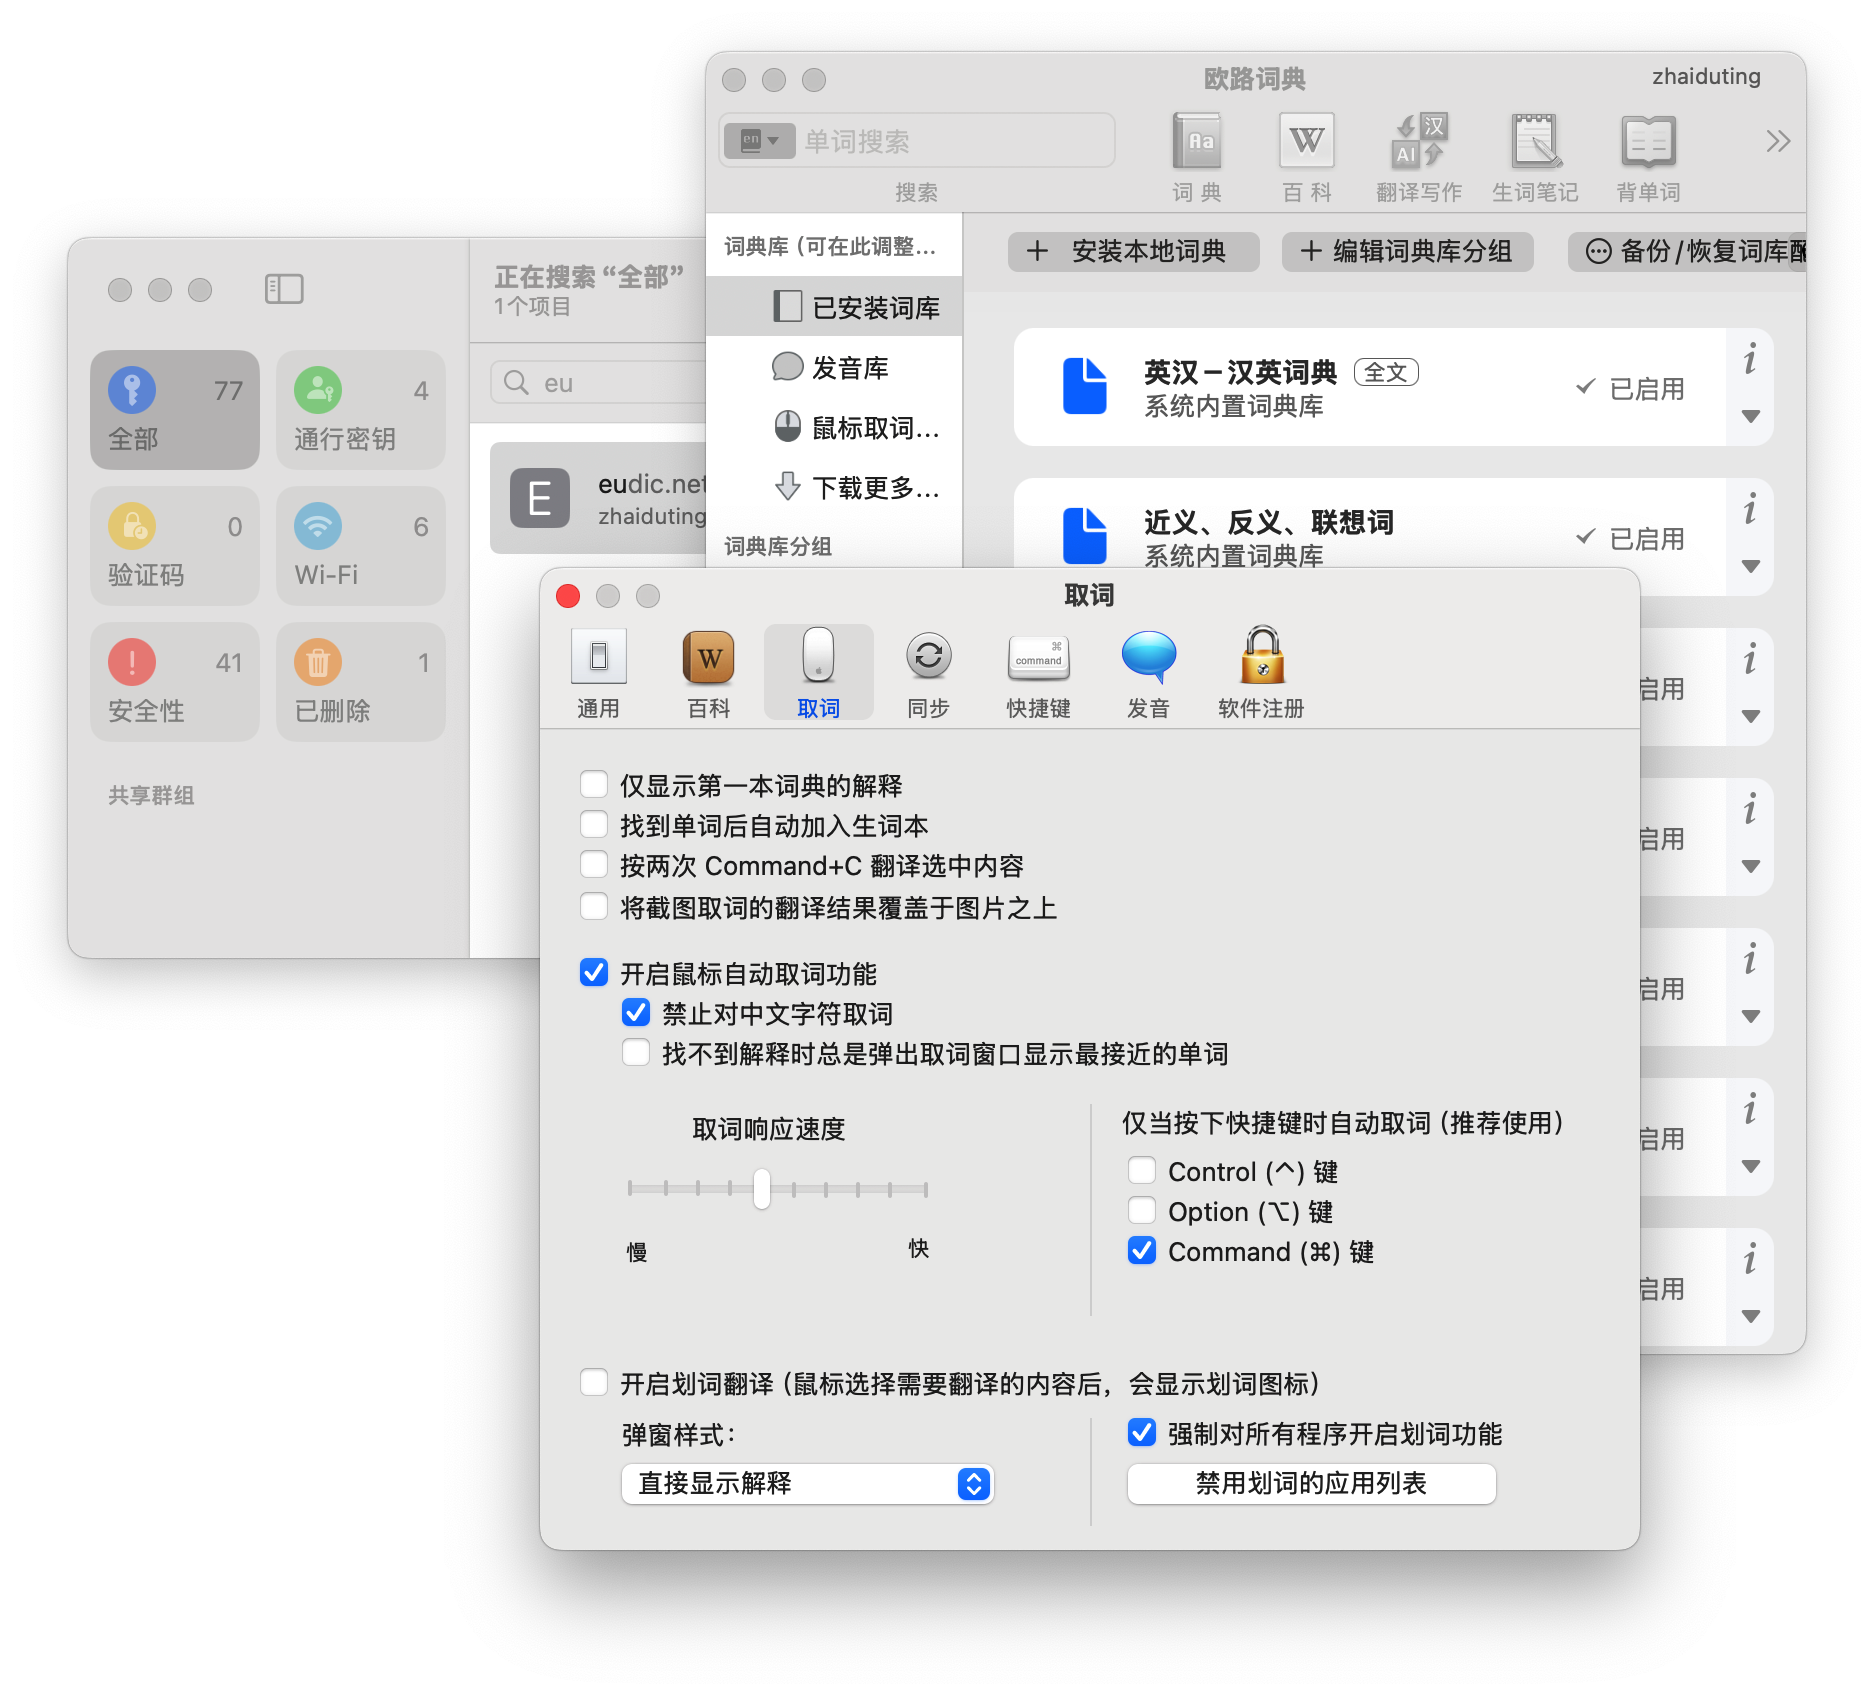 欧路词典
zhaiduting
en
单词搜索
搜索
Aa
词 典
W
百 科
汉
AI
翻译写作
生词笔记
背单词
词典库 (可在此调整...
已安装词库
发音库
鼠标取词...
下载更多...
词典库分组
+ 安装本地词典
+ 编辑词典库分组
备份/恢复词库
英汉－汉英词典 全文
系统内置词典库
✓ 已启用
i
近义、反义、联想词
系统内置词典库
✓ 已启用
i
启用
i
启用
i
启用
i
启用
i
启用
i
正在搜索 “全部”
1个项目
eu
77
全部
4
通行密钥
0
验证码
6
Wi-Fi
41
安全性
1
已删除
共享群组
E
eudic.net
zhaiduting
取词
通用
W
百科
取词
同步
⌘
command
快捷键
发音
软件注册
仅显示第一本词典的解释
找到单词后自动加入生词本
按两次 Command+C 翻译选中内容
将截图取词的翻译结果覆盖于图片之上
开启鼠标自动取词功能
禁止对中文字符取词
找不到解释时总是弹出取词窗口显示最接近的单词
取词响应速度
慢
快
仅当按下快捷键时自动取词 (推荐使用)
Control (^) 键
Option (⌥) 键
Command (⌘) 键
开启划词翻译 (鼠标选择需要翻译的内容后，会显示划词图标)
弹窗样式：
直接显示解释
强制对所有程序开启划词功能
禁用划词的应用列表